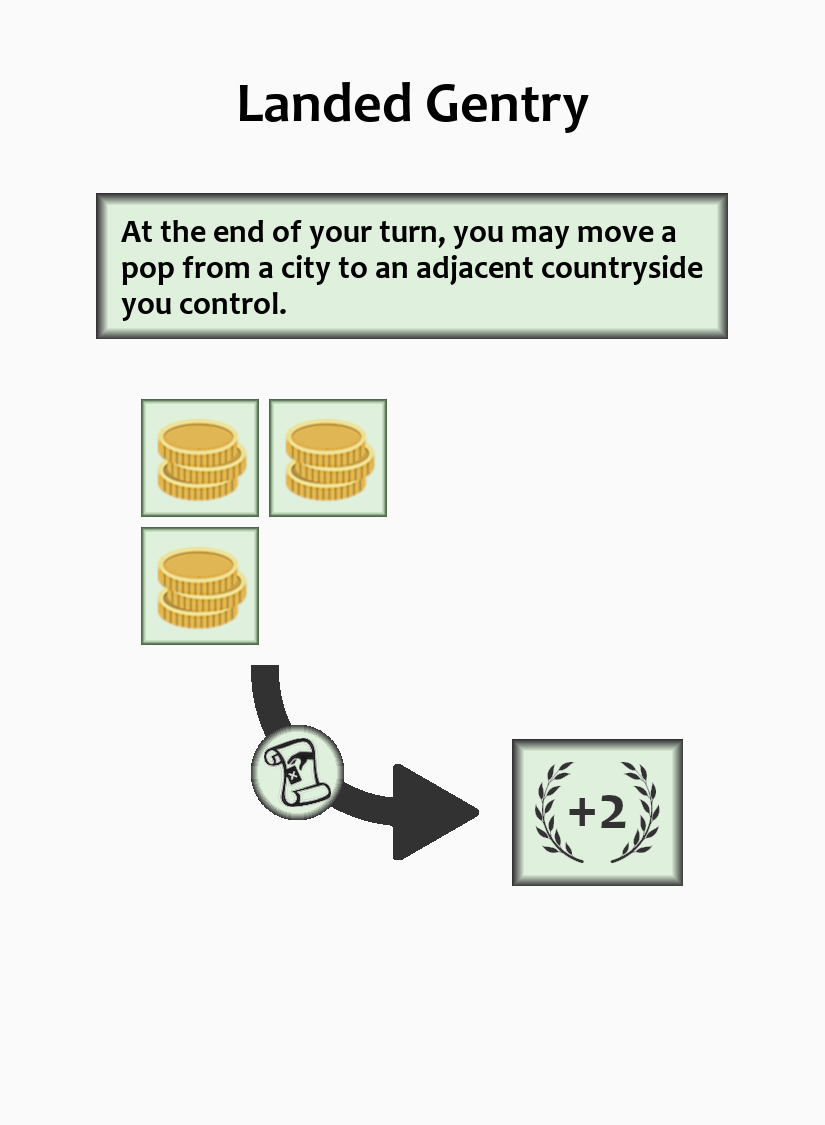 Landed Gentry
At the end of your turn, you may move a
pop from a city to an adjacent countryside
you control.
+2